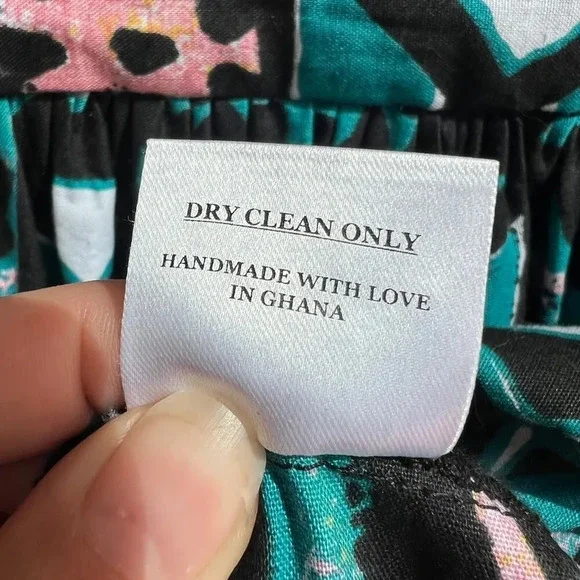 DRY CLEAN ONLY
HANDMADE WITH LOVE
IN GHANA